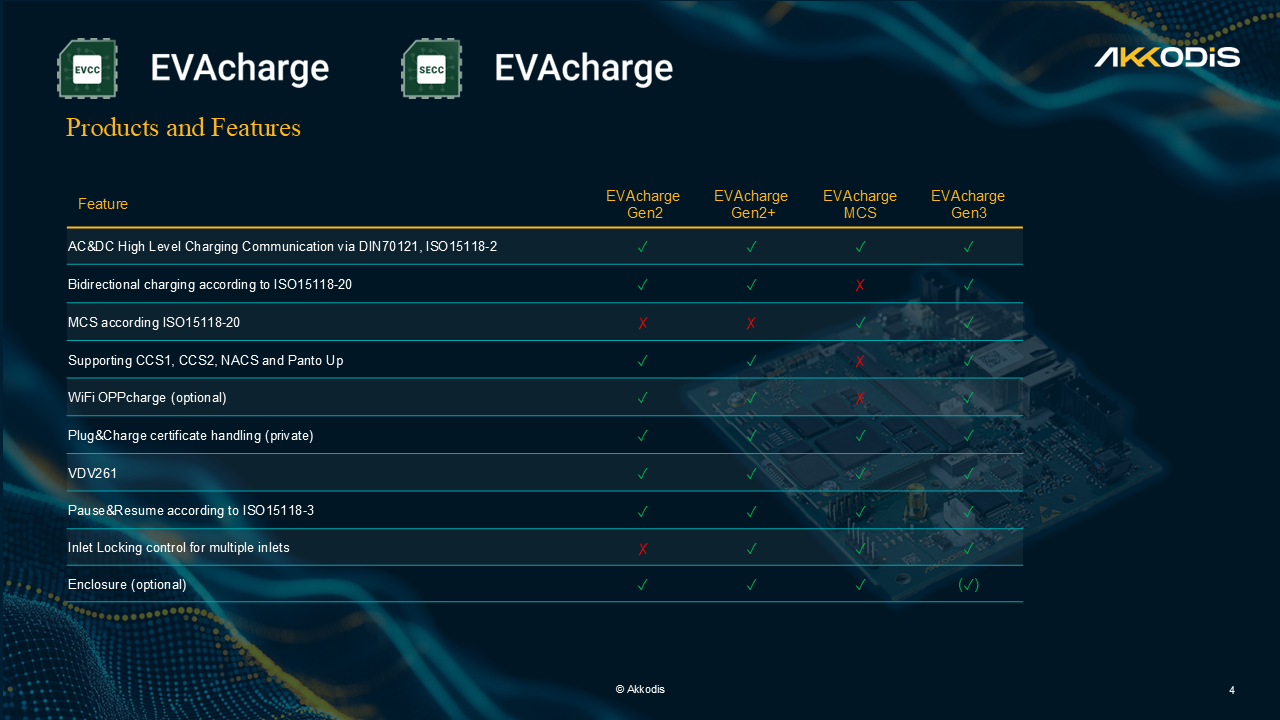 EVCC EVAcharge SECC EVAcharge
AKKODIS
Products and Features
Feature EVAcharge Gen2 EVAcharge Gen2+ EVAcharge MCS EVAcharge Gen3
AC&DC High Level Charging Communication via DIN70121, ISO15118-2 ✓ ✓ ✓ ✓
Bidirectional charging according to ISO15118-20 ✓ ✓ ✗ ✓
MCS according ISO15118-20 ✗ ✗ ✓ ✓
Supporting CCS1, CCS2, NACS and Panto Up ✓ ✓ ✗ ✓
WiFi OPPcharge (optional) ✓ ✓ ✗ ✓
Plug&Charge certificate handling (private) ✓ ✓ ✓ ✓
VDV261 ✓ ✓ ✓ ✓
Pause&Resume according to ISO15118-3 ✓ ✓ ✓ ✓
Inlet Locking control for multiple inlets ✗ ✓ ✓ ✓
Enclosure (optional) ✓ ✓ ✓ (✓)
© Akkodis
4